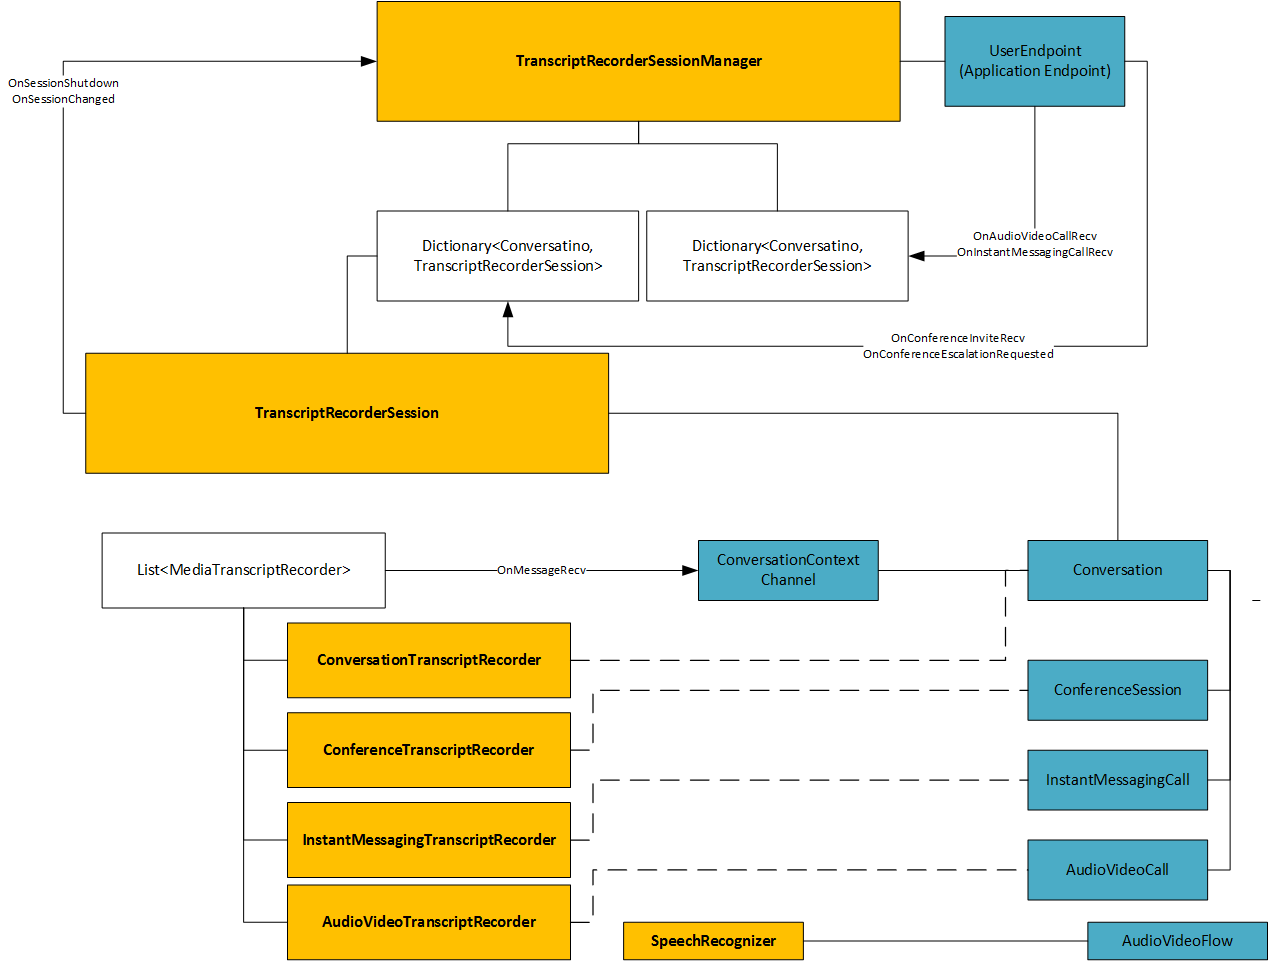 TranscriptRecorderSessionManager
UserEndpoint
(Application Endpoint)
OnSessionShutdown
OnSessionChanged
Dictionary<Conversatino,
TranscriptRecorderSession>
Dictionary<Conversatino,
TranscriptRecorderSession>
OnAudioVideoCallRecv
OnInstantMessagingCallRecv
OnConferenceInviteRecv
OnConferenceEscalationRequested
TranscriptRecorderSession
List<MediaTranscriptRecorder>
OnMessageRecv
ConversationContext
Channel
Conversation
ConversationTranscriptRecorder
ConferenceSession
ConferenceTranscriptRecorder
InstantMessagingCall
InstantMessagingTranscriptRecorder
AudioVideoCall
AudioVideoTranscriptRecorder
SpeechRecognizer
AudioVideoFlow